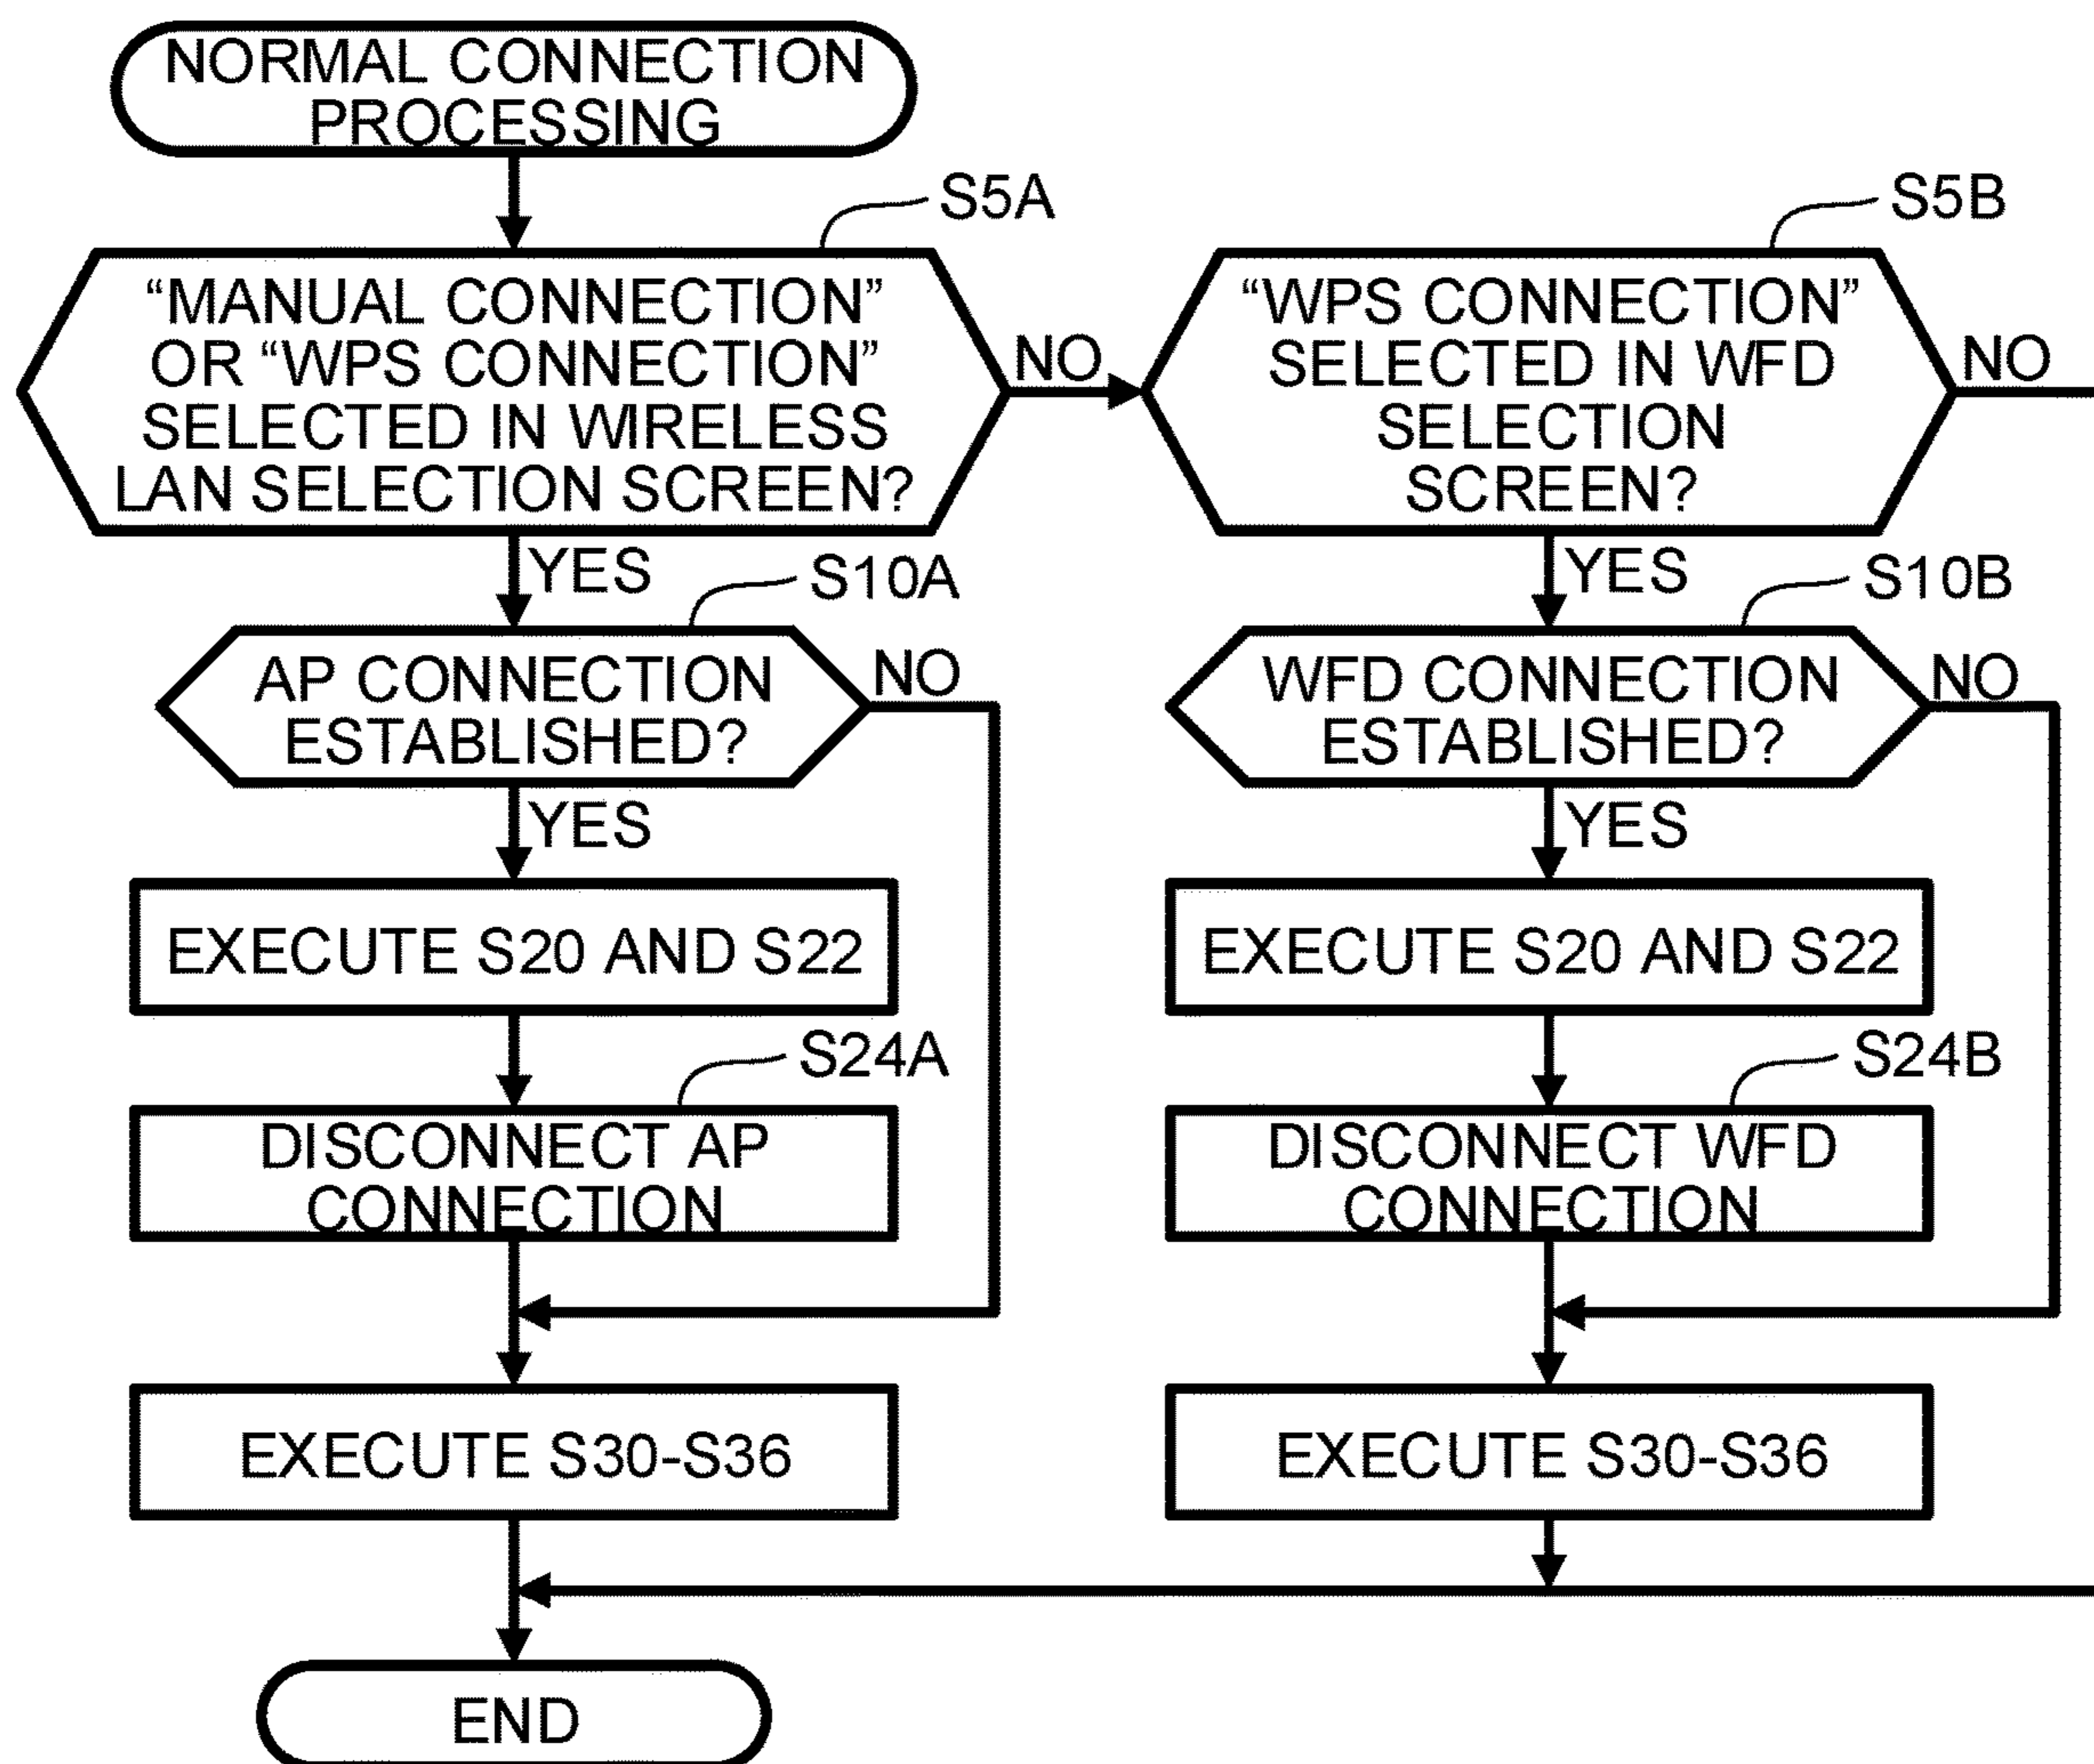 NORMAL CONNECTION
PROCESSING
S5A
“MANUAL CONNECTION”
OR “WPS CONNECTION”
SELECTED IN WIRELESS
LAN SELECTION SCREEN?
NO
S5B
“WPS CONNECTION”
SELECTED IN WFD
SELECTION
SCREEN?
NO
YES
S10A
AP CONNECTION
ESTABLISHED?
NO
YES
EXECUTE S20 AND S22
S24A
DISCONNECT AP
CONNECTION
EXECUTE S30-S36
YES
S10B
WFD CONNECTION
ESTABLISHED?
NO
YES
EXECUTE S20 AND S22
S24B
DISCONNECT WFD
CONNECTION
EXECUTE S30-S36
END